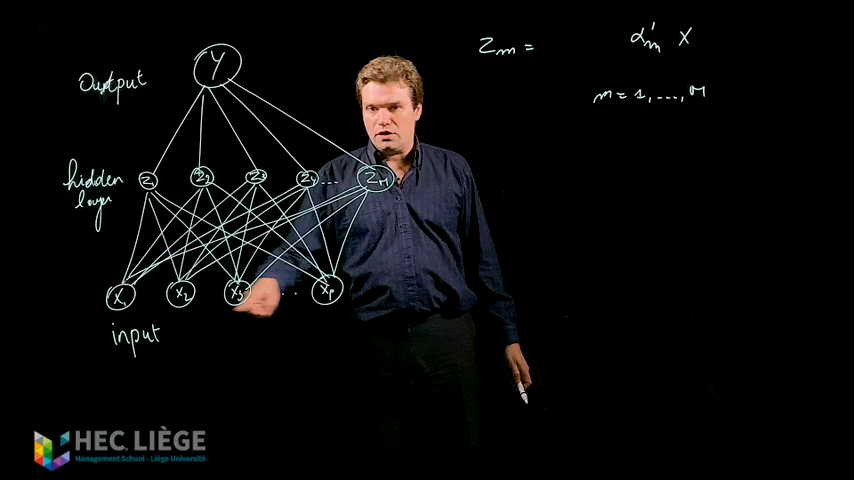 Output
Y
Zm = α'm X
m = 1, ..., M
hidden layer
Z1 Z2 Z3 Z4 ... ZM
X1 X2 X3 ... Xp
input
HEC. LIÈGE
Management School - Liège Université